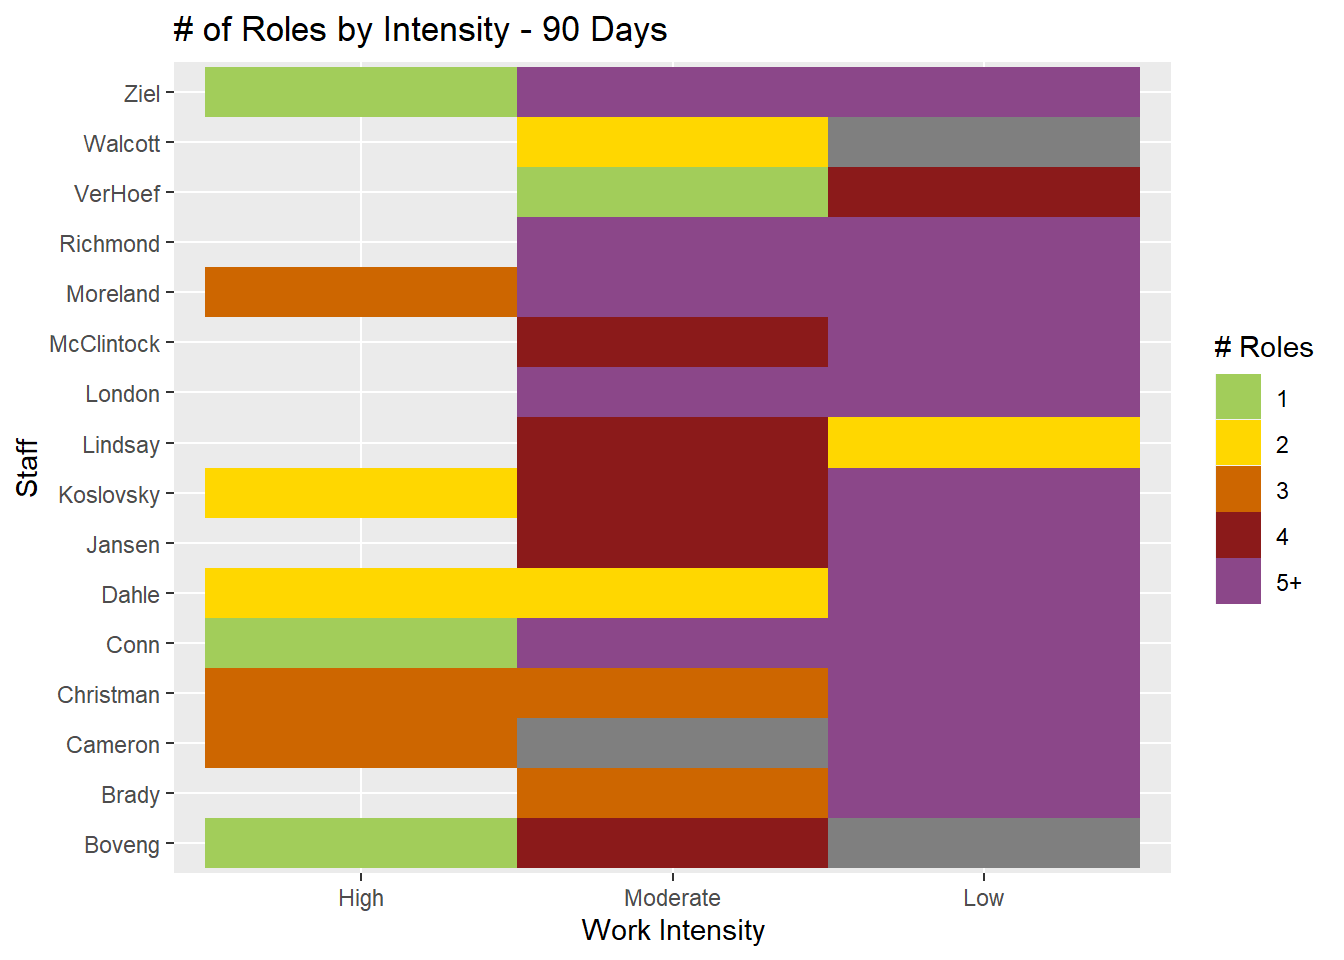 # of Roles by Intensity - 90 Days
Staff
Ziel
Walcott
VerHoef
Richmond
Moreland
McClintock
London
Lindsay
Koslovsky
Jansen
Dahle
Conn
Christman
Cameron
Brady
Boveng
High Moderate Low
Work Intensity
# Roles
1
2
3
4
5+